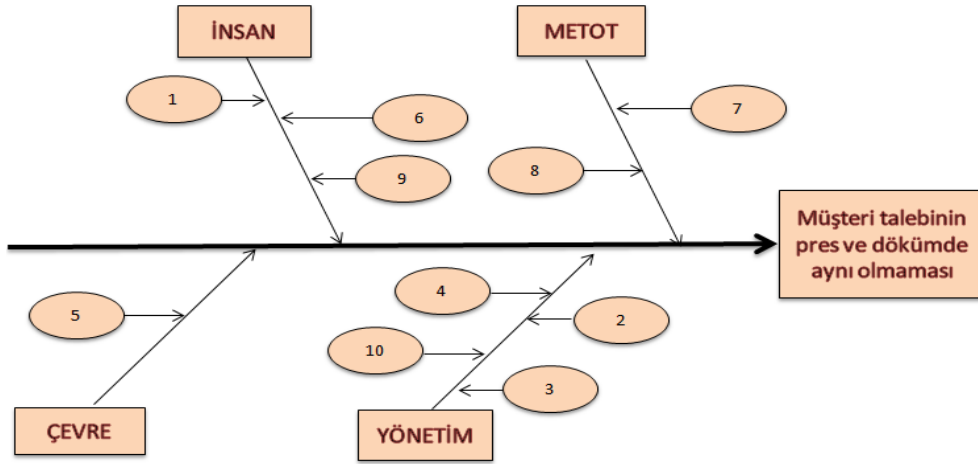 İNSAN
METOT
1
6
7
9
8
Müşteri talebinin
pres ve dökümde
aynı olmaması
4
5
2
10
3
ÇEVRE
YÖNETİM